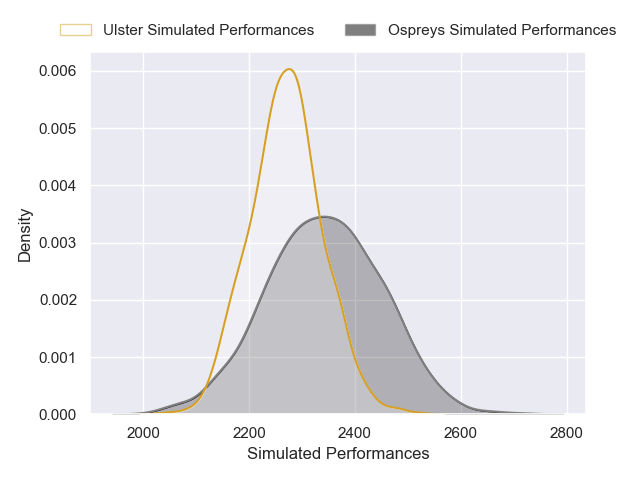 Ulster Simulated Performances
Ospreys Simulated Performances
0.006
0.005
0.004
0.003
0.002
0.001
0.000
Density
2000 2200 2400 2600 2800
Simulated Performances